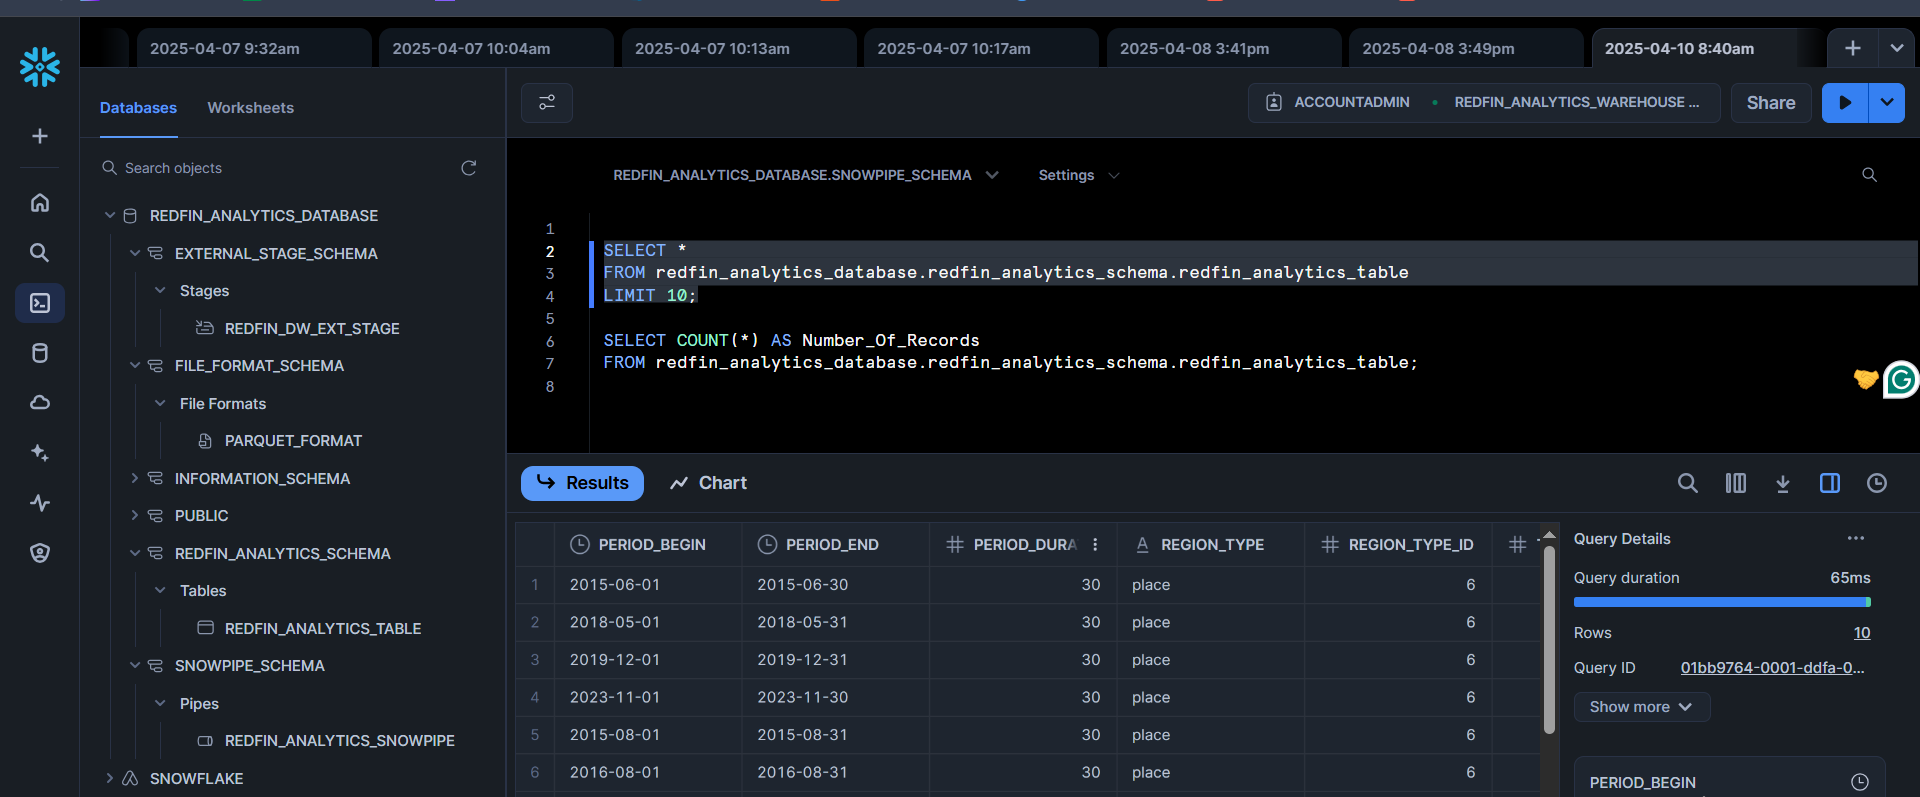 2025-04-07 9:32am
2025-04-07 10:04am
2025-04-07 10:13am
2025-04-07 10:17am
2025-04-08 3:41pm
2025-04-08 3:49pm
2025-04-10 8:40am
Databases
Worksheets
Search objects
REDFIN_ANALYTICS_DATABASE
EXTERNAL_STAGE_SCHEMA
Stages
REDFIN_DW_EXT_STAGE
FILE_FORMAT_SCHEMA
File Formats
PARQUET_FORMAT
INFORMATION_SCHEMA
PUBLIC
REDFIN_ANALYTICS_SCHEMA
Tables
REDFIN_ANALYTICS_TABLE
SNOWPIPE_SCHEMA
Pipes
REDFIN_ANALYTICS_SNOWPIPE
SNOWFLAKE
ACCOUNTADMIN
REDFIN_ANALYTICS_WAREHOUSE ...
Share
REDFIN_ANALYTICS_DATABASE.SNOWPIPE_SCHEMA
Settings
1
2 SELECT *
3 FROM redfin_analytics_database.redfin_analytics_schema.redfin_analytics_table
4 LIMIT 10;
5
6 SELECT COUNT(*) AS Number_Of_Records
7 FROM redfin_analytics_database.redfin_analytics_schema.redfin_analytics_table;
8
Results
Chart
PERIOD_BEGIN PERIOD_END PERIOD_DURA REGION_TYPE REGION_TYPE_ID
1 2015-06-01 2015-06-30 30 place 6
2 2018-05-01 2018-05-31 30 place 6
3 2019-12-01 2019-12-31 30 place 6
4 2023-11-01 2023-11-30 30 place 6
5 2015-08-01 2015-08-31 30 place 6
6 2016-08-01 2016-08-31 30 place 6
Query Details
Query duration 65ms
Rows 10
Query ID 01bb9764-0001-ddfa-0...
Show more
PERIOD_BEGIN